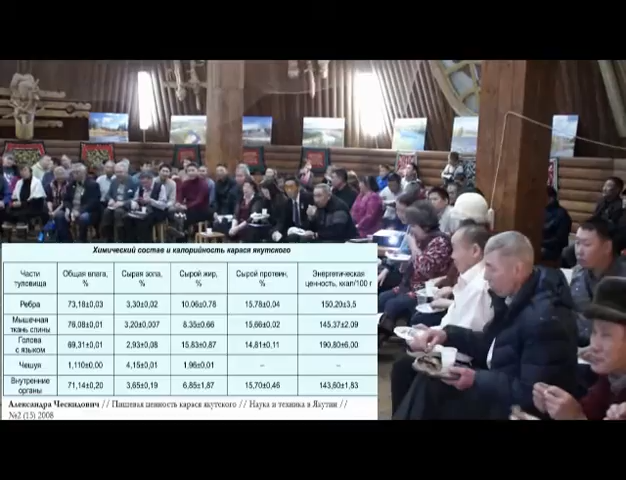 Химический состав и калорийность карася якутского
Части туловища | Общая влага, % | Сырая зола, % | Сырой жир, % | Сырой протеин, % | Энергетическая ценность, ккал/100 г
Ребра | 73,18±0,03 | 3,30±0,02 | 10.06±0.78 | 15,78±0,04 | 150,20±3,5
Мышечная ткань спины | 76,08±0,01 | 3,20±0,007 | 8.35±0.66 | 15,66±0,02 | 145,37±2,09
Голова с языком | 69,31±0,01 | 2,93±0,08 | 15,83±0,87 | 14,81±0,11 | 190,80±6,00
Чешуя | 1,110±0,00 | 4,15±0,01 | 1,96±0,01 | – | –
Внутренние органы | 71,14±0,20 | 3,65±0,19 | 6,85±1,87 | 15,70±0,46 | 143,60±1,83
Александра Ческидович // Пищевая ценность карася якутского // Наука и техника в Якутии //
№2 (15) 2008